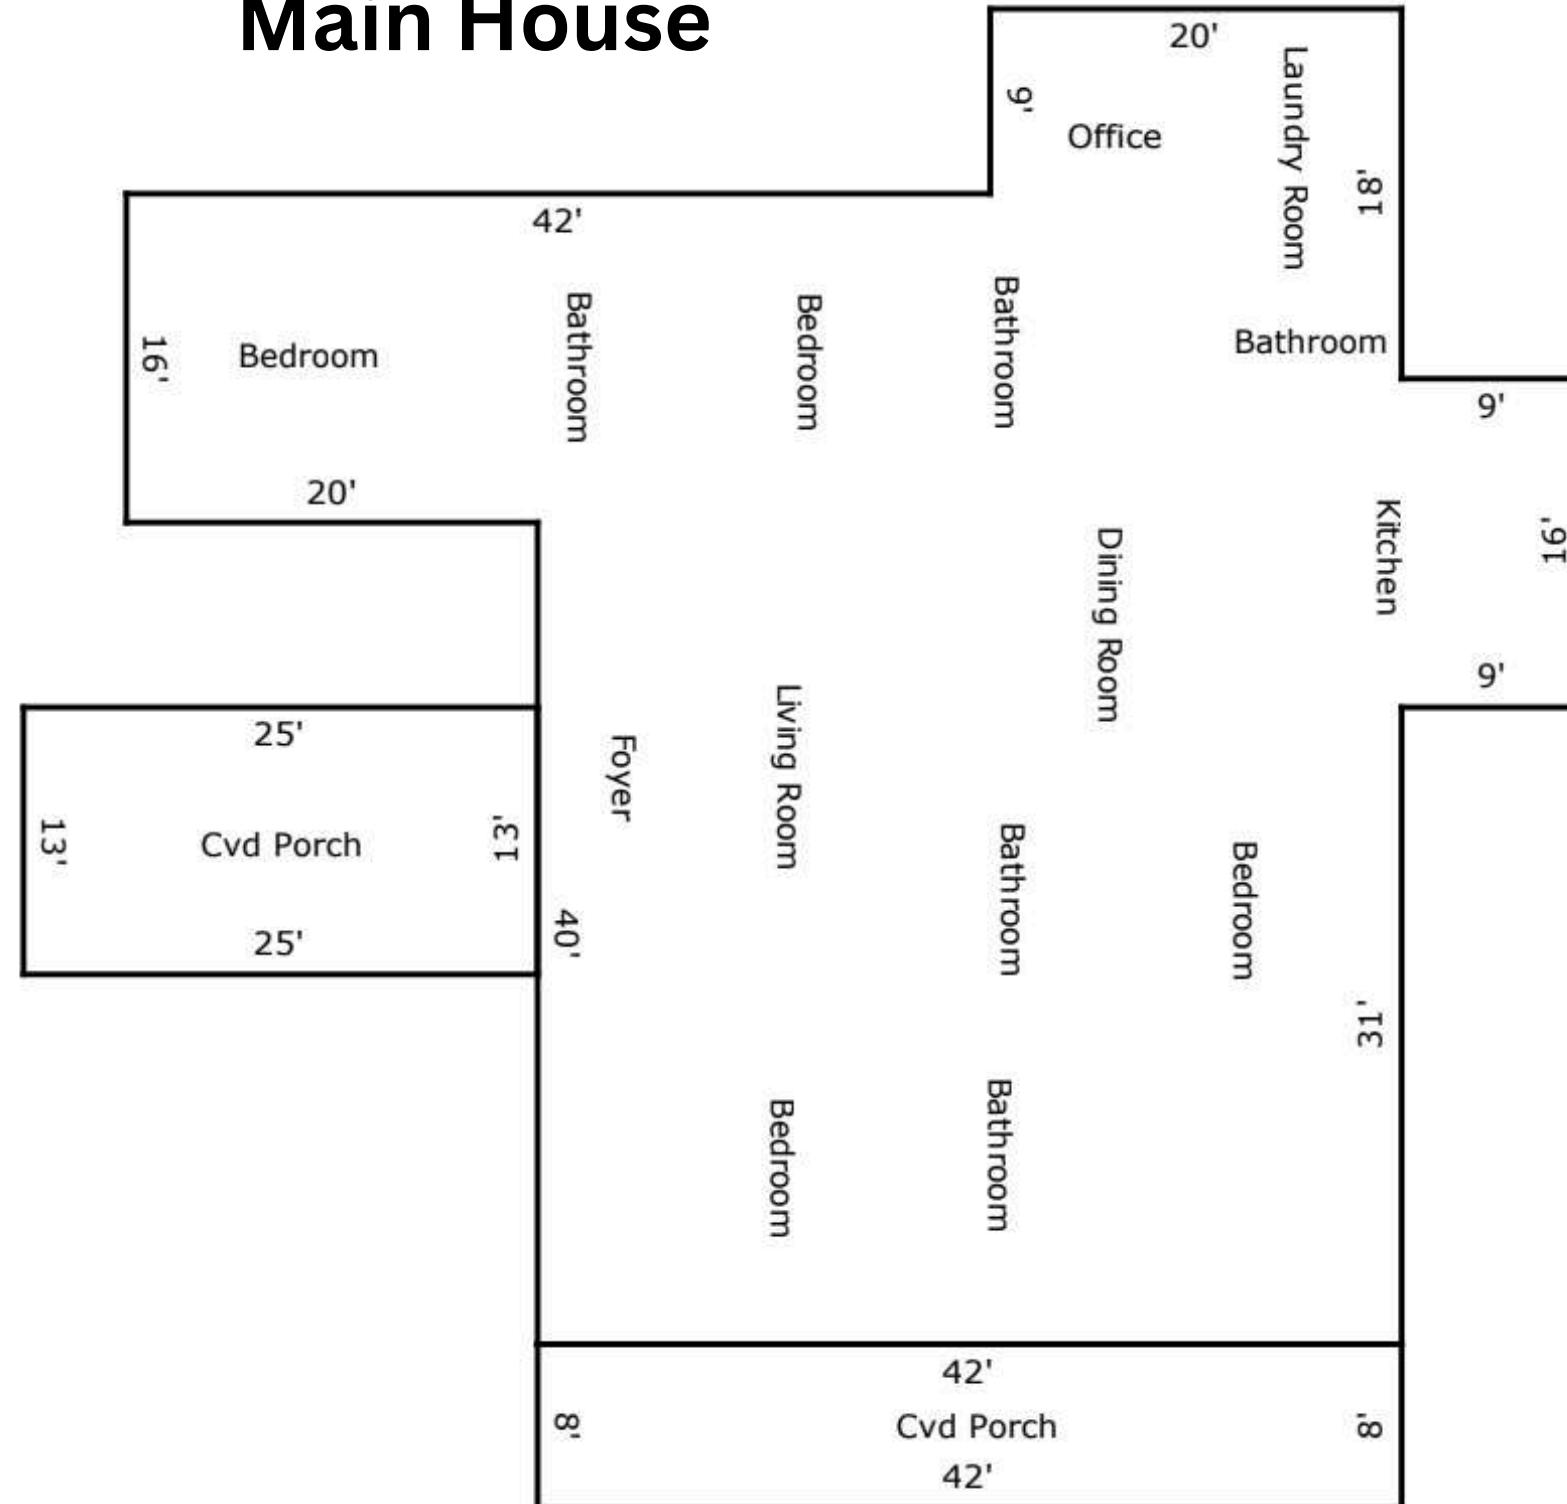 Main House
20'
9'
Office
Laundry Room
18'
42'
16'
Bedroom
Bathroom
Bedroom
Bathroom
Bathroom
9'
20'
Kitchen
16'
Dining Room
9'
25'
Cvd Porch
13'
13'
25'
Foyer
40'
Living Room
Bathroom
Bedroom
31'
Bedroom
Bathroom
42'
8'
Cvd Porch
8'
42'